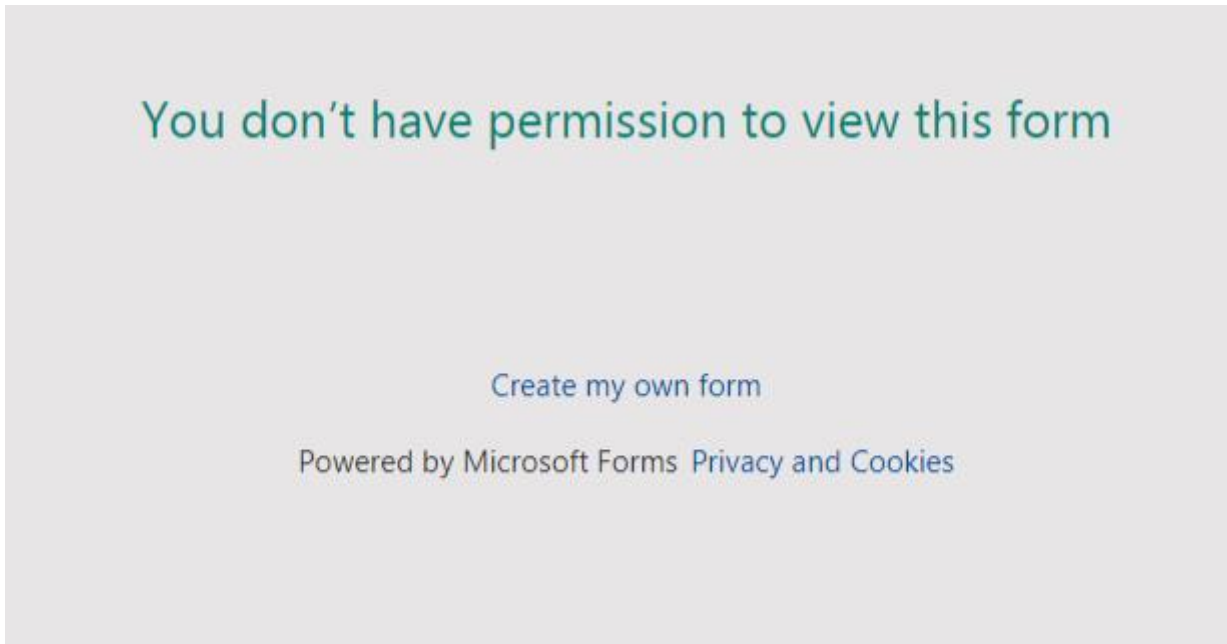 You don’t have permission to view this form
Create my own form
Powered by Microsoft Forms Privacy and Cookies